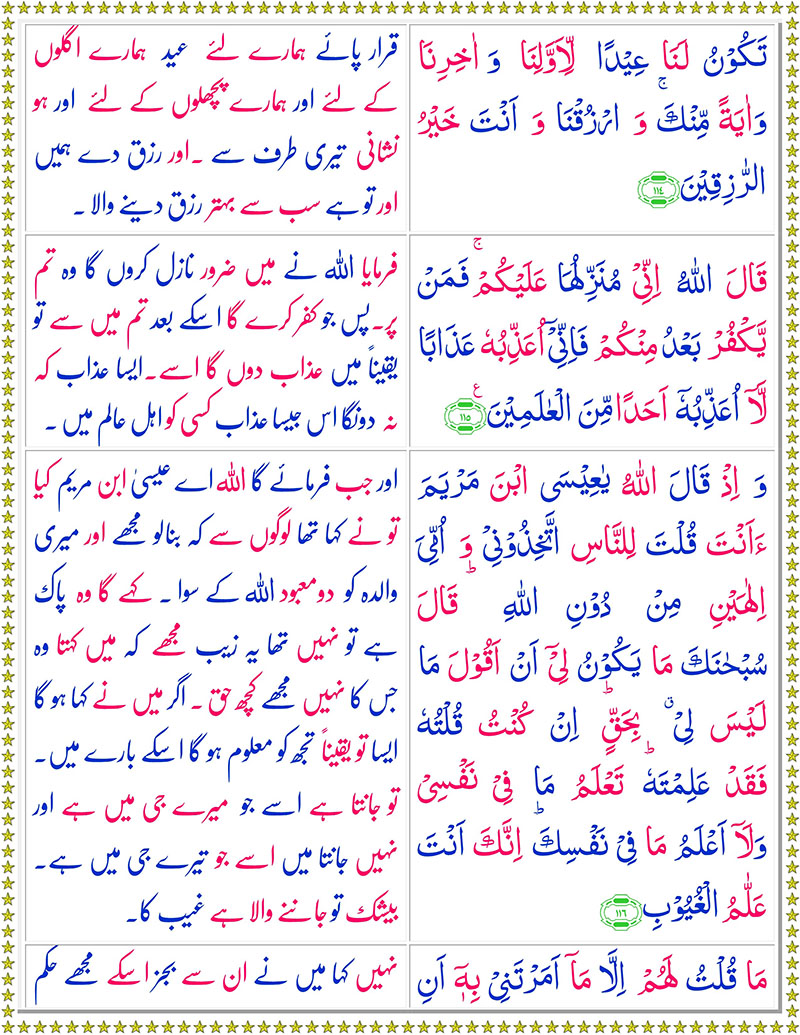 تَكُوْنُ لَنَا عِيْدًا لِّاَوَّلِنَا وَ اٰخِرِنَا
وَاٰيَةً مِّنْكَ ۚ وَ ارْزُقْنَا وَ اَنْتَ خَيْرُ
الرّٰزِقِيْنَ ﴿۱۱٤﴾
قرار پائے ہمارے لئے عید ہمارے اگلوں
کے لئے اور ہمارے پچھلوں کے لئے اور ہو
نشانی تیری طرف سے ۔اور رزق دے ہمیں
اور تو ہے سب سے بہتر رزق دینے والا ۔
قَالَ اللّٰهُ اِنِّىْ مُنَزِّلُهَا عَلَيْكُمْ ۚ فَمَنْ
يَّكْفُرْ بَعْدُ مِنْكُمْ فَاِنِّىْۤ اُعَذِّبُهٗ عَذَابًا
لَّاۤ اُعَذِّبُهٗۤ اَحَدًا مِّنَ الْعٰلَمِيْنَ ﴿۱۱۵﴾ ع
فرمایا اللہ نے میں ضرور نازل کروں گا وہ تم
پر۔پس جو کفر کرے گا اسکے بعد تم میں سے تو
یقیناً میں عذاب دوں گا اسے۔ایسا عذاب کہ
نہ دونگا اس جیسا عذاب کسی کو اہل عالم میں ۔
وَ اِذْ قَالَ اللّٰهُ يٰعِيْسَى ابْنَ مَرْيَمَ
ءَاَنْتَ قُلْتَ لِلنَّاسِ اتَّخِذُوْنِىْ وَ اُمِّىَ
اِلٰهَيْنِ مِنْ دُوْنِ اللّٰهِ ؕ قَالَ
سُبْحٰنَكَ مَا يَكُوْنُ لِىْۤ اَنْ اَقُوْلَ مَا
لَيْسَ لِىْ ۗ بِحَقٍّ ؕ اِنْ كُنْتُ قُلْتُهٗ
فَقَدْ عَلِمْتَهٗ ؕ تَعْلَمُ مَا فِىْ نَفْسِىْ
وَلَاۤ اَعْلَمُ مَا فِىْ نَفْسِكَ ؕ اِنَّكَ اَنْتَ
عَلَّامُ الْغُيُوْبِ ﴿۱۱٦﴾
اور جب فرمائے گا اللہ اے عیسیٰ ابن مریم کیا
تو نے کہا تھا لوگوں سے کہ بنالو مجھے اور میری
والدہ کو دو معبود اللہ کے سوا ۔ کہے گا وہ پاک
ہے تو نہیں تھا یہ زیب مجھے کہ میں کہتا وہ
جس کا نہیں مجھے کچھ حق ۔ اگر میں نے کہا ہو گا
ایسا تو یقیناً تجھ کو معلوم ہو گا اسکے بارے میں۔
تو جانتا ہے اسے جو میرے جی میں ہے اور
نہیں جانتا میں اسے جو تیرے جی میں ہے۔
بیشک تو جاننے والا ہے غیب کا۔
مَا قُلْتُ لَهُمْ اِلَّا مَاۤ اَمَرْتَنِىْ بِهٖۤ اَنِ
نہیں کہا میں نے ان سے بجز اسکے مجھے حکم